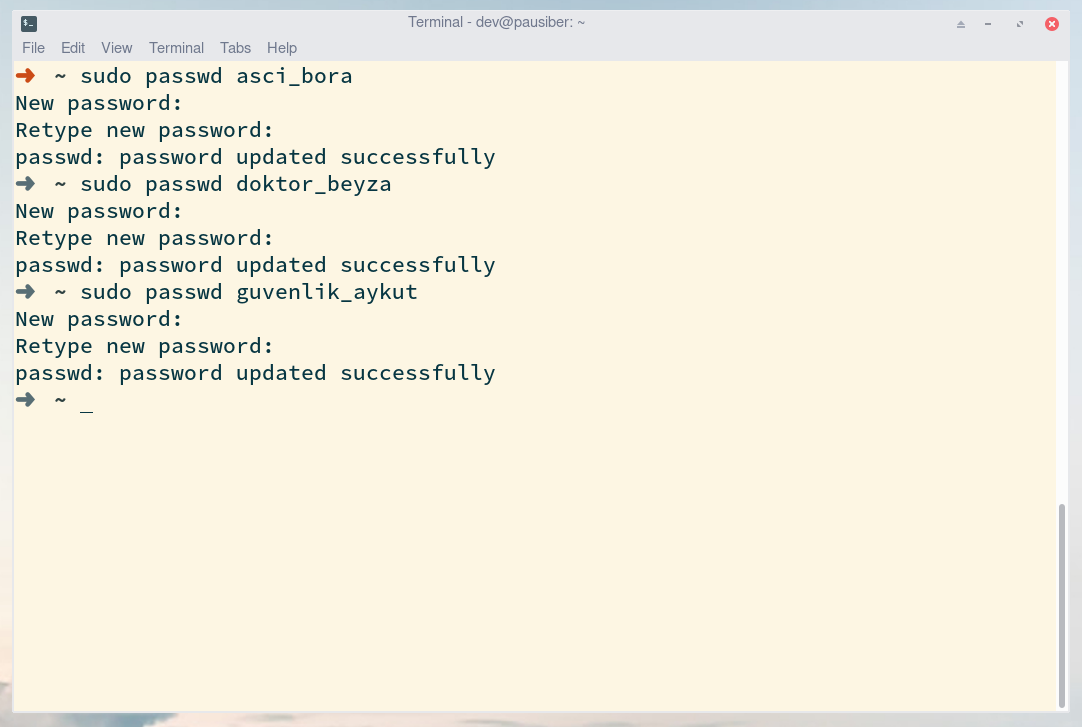 Terminal - dev@pausiber: ~
File Edit View Terminal Tabs Help
➜ ~ sudo passwd asci_bora
New password:
Retype new password:
passwd: password updated successfully
➜ ~ sudo passwd doktor_beyza
New password:
Retype new password:
passwd: password updated successfully
➜ ~ sudo passwd guvenlik_aykut
New password:
Retype new password:
passwd: password updated successfully
➜ ~ _